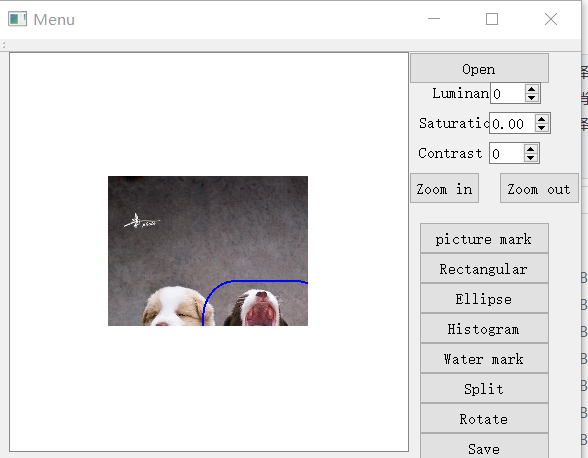 Menu
Open
Luminan 0
Saturatic 0.00
Contrast 0
Zoom in Zoom out
picture mark
Rectangular
Ellipse
Histogram
Water mark
Split
Rotate
Save